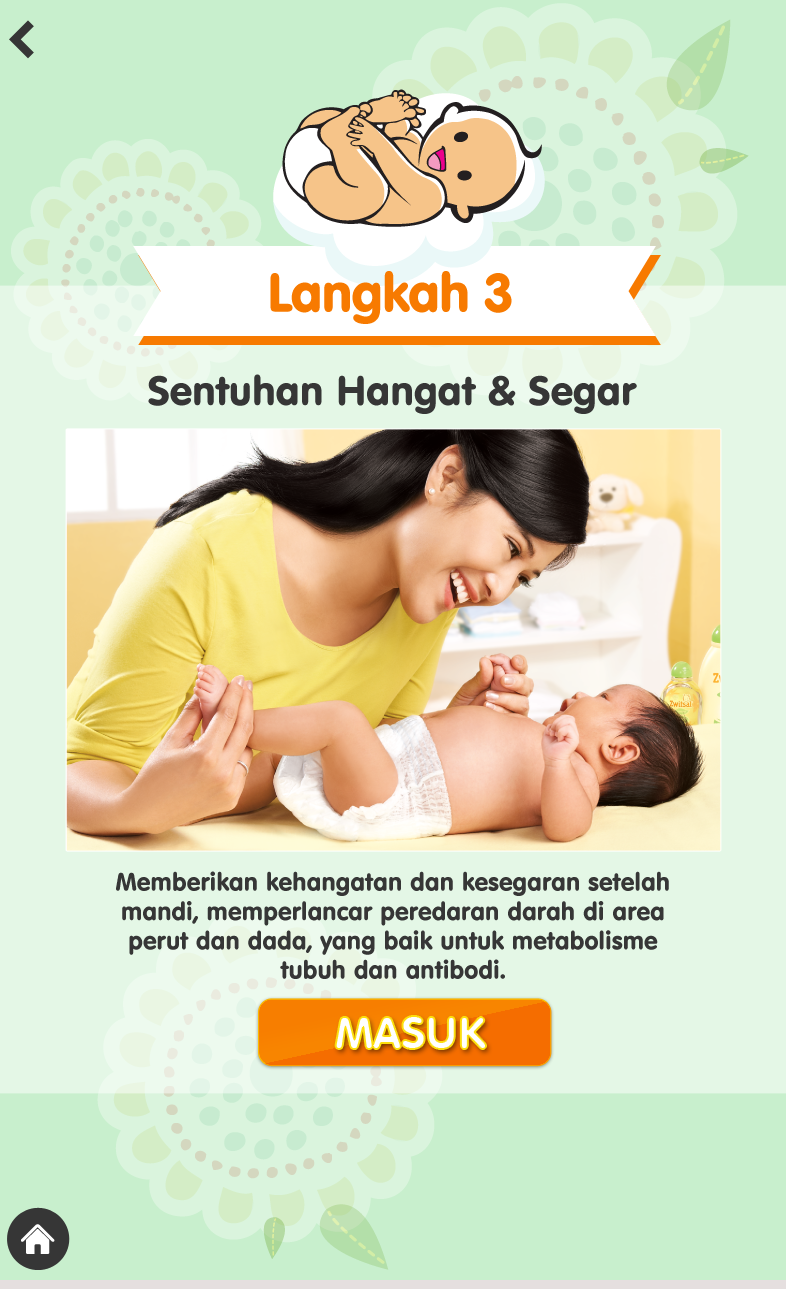 Langkah 3
Sentuhan Hangat & Segar
Zwitsal
Memberikan kehangatan dan kesegaran setelah
mandi, memperlancar peredaran darah di area
perut dan dada, yang baik untuk metabolisme
tubuh dan antibodi.
MASUK